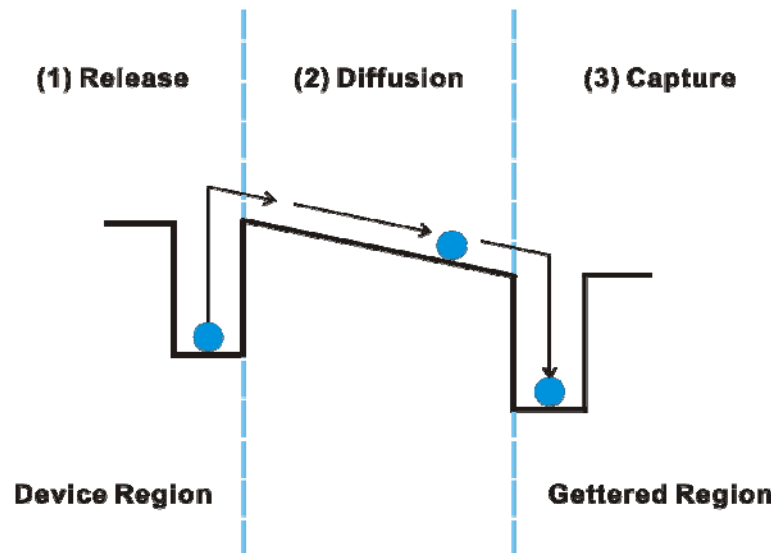 (1) Release
(2) Diffusion
(3) Capture
Device Region
Gettered Region